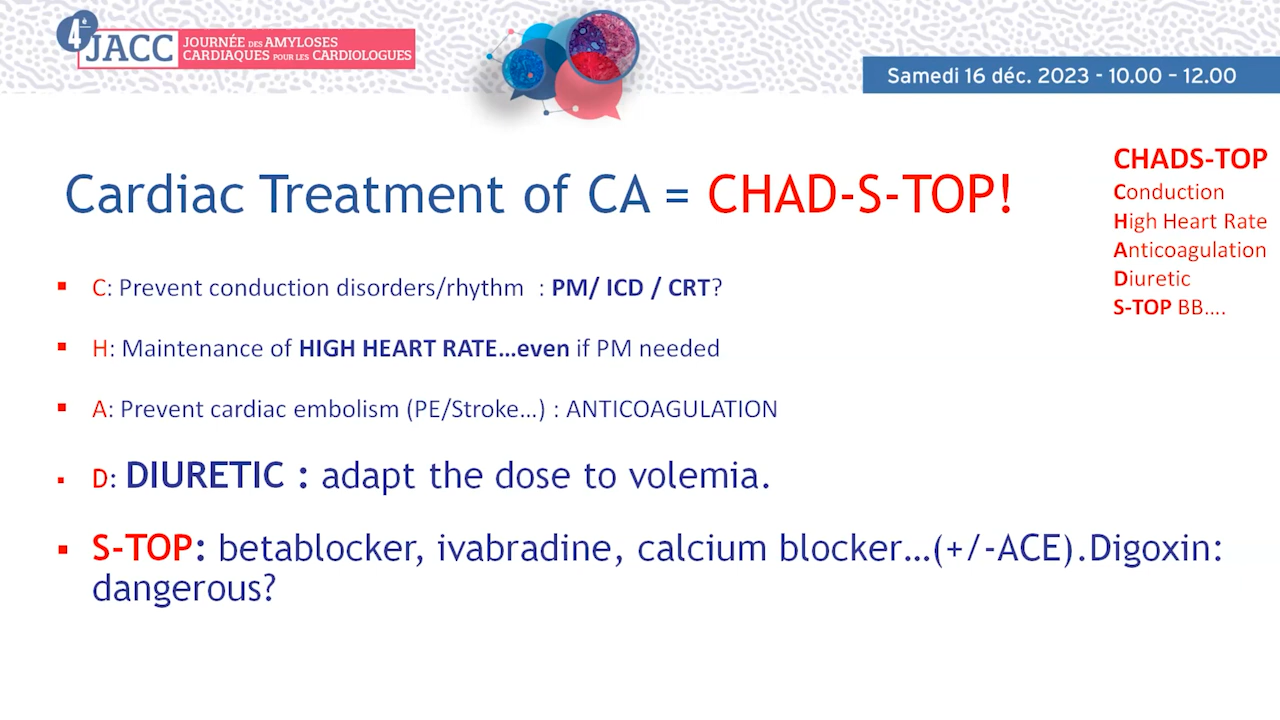 4è
JACC
JOURNÉE DES AMYLOSES
CARDIAQUES POUR LES CARDIOLOGUES
Samedi 16 déc. 2023 - 10.00 – 12.00
Cardiac Treatment of CA = CHAD-S-TOP!
CHADS-TOP
Conduction
High Heart Rate
Anticoagulation
Diuretic
S-TOP BB....
▪ C: Prevent conduction disorders/rhythm : PM/ ICD / CRT?
▪ H: Maintenance of HIGH HEART RATE...even if PM needed
▪ A: Prevent cardiac embolism (PE/Stroke...) : ANTICOAGULATION
▪ D: DIURETIC : adapt the dose to volemia.
▪ S-TOP: betablocker, ivabradine, calcium blocker...(+/-ACE).Digoxin:
dangerous?